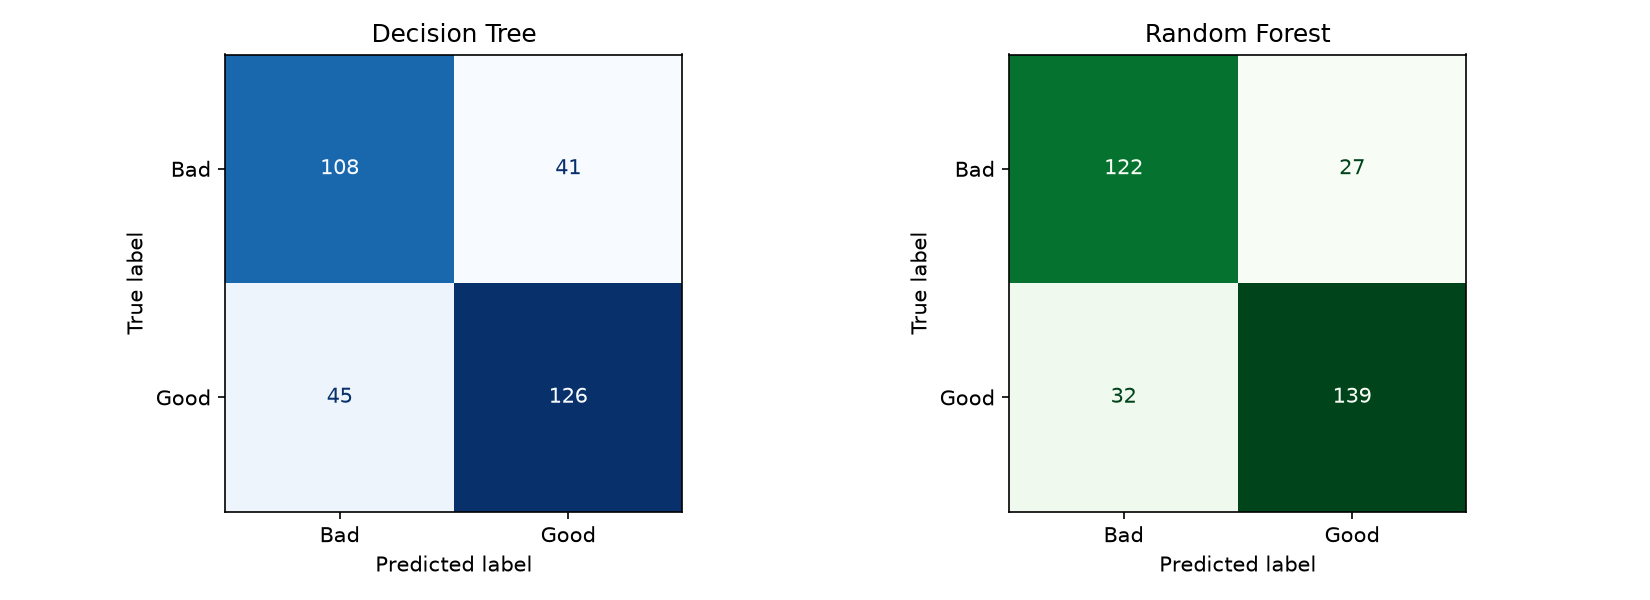 Decision Tree
True label
Bad
108
41
Good
45
126
Bad
Good
Predicted label
Random Forest
True label
Bad
122
27
Good
32
139
Bad
Good
Predicted label